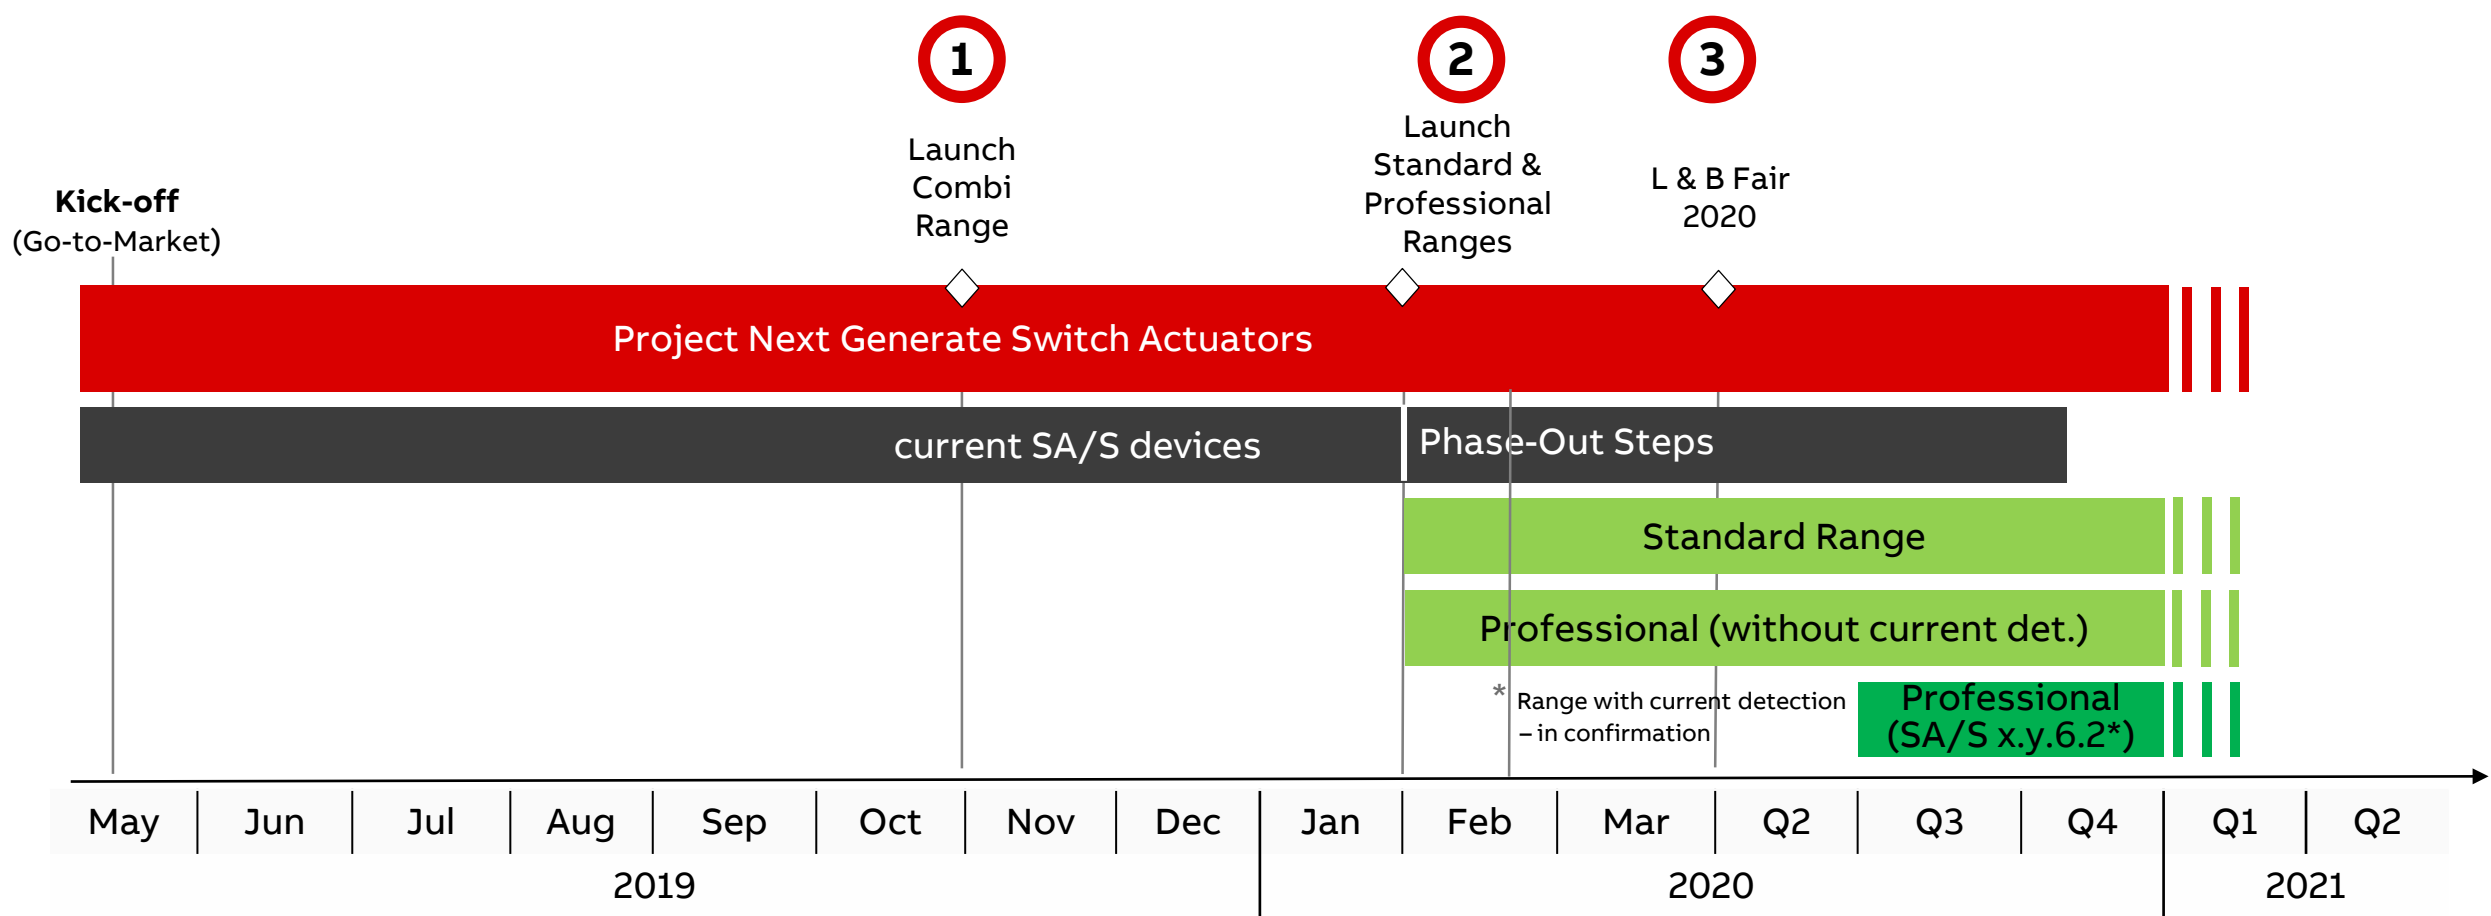 1
2
3
Launch
Combi
Range
Launch
Standard &
Professional
Ranges
L & B Fair
2020
Kick-off
(Go-to-Market)
Project Next Generate Switch Actuators
current SA/S devices
Phase-Out Steps
Standard Range
Professional (without current det.)
* Range with current detection
– in confirmation
Professional
(SA/S x.y.6.2*)
May Jun Jul Aug Sep Oct Nov Dec Jan Feb Mar Q2 Q3 Q4 Q1 Q2
2019 2020 2021